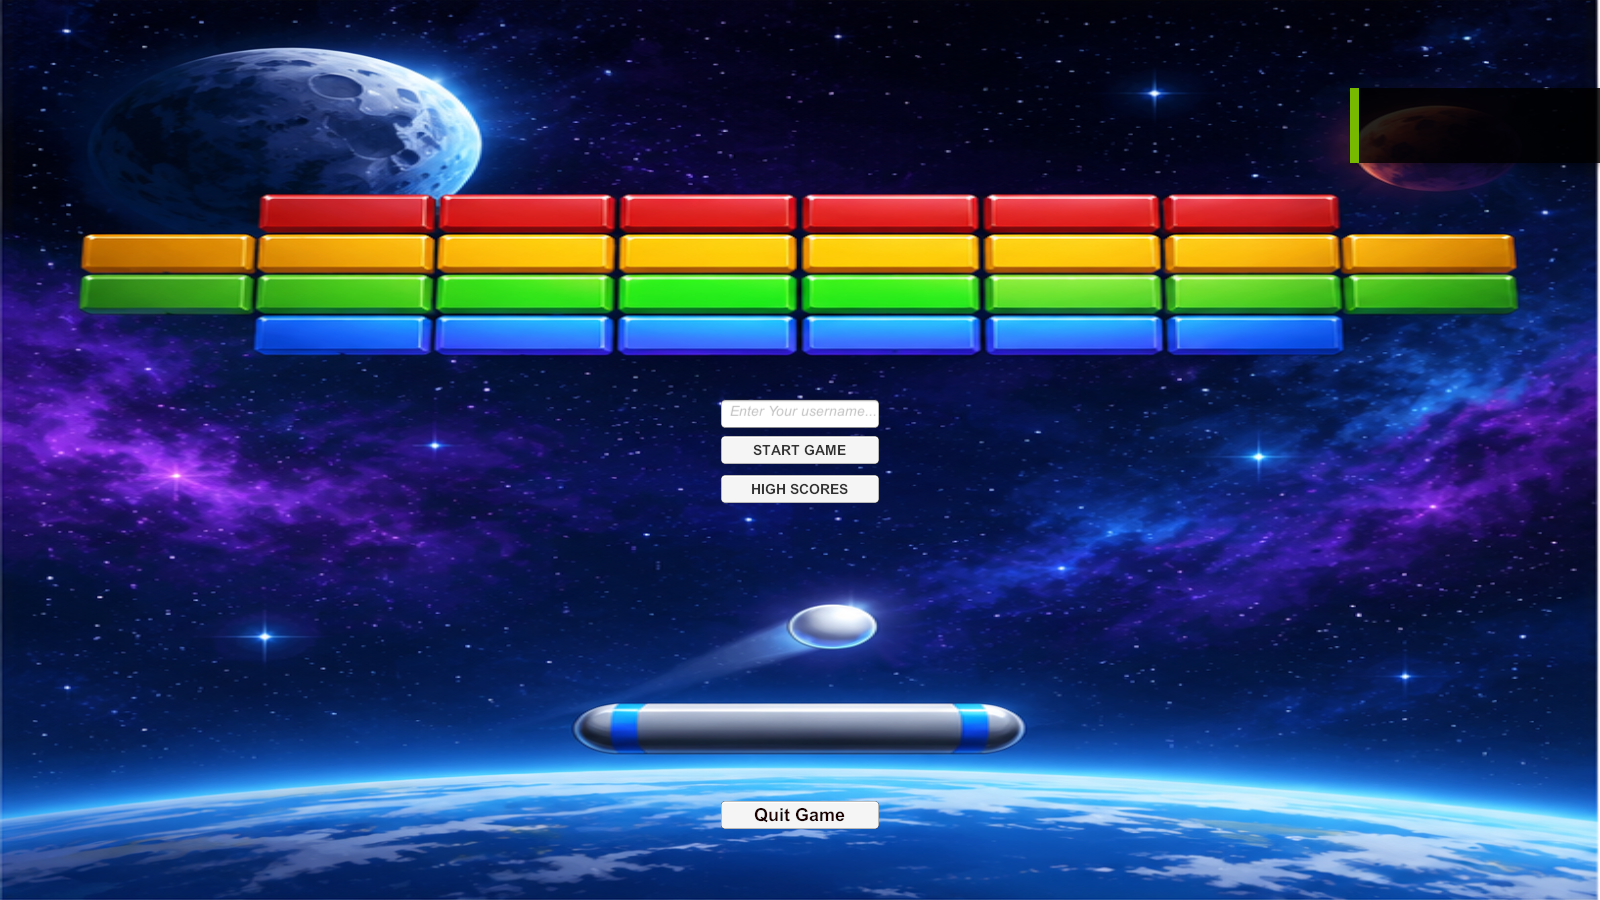 Enter Your username...
START GAME
HIGH SCORES
Quit Game